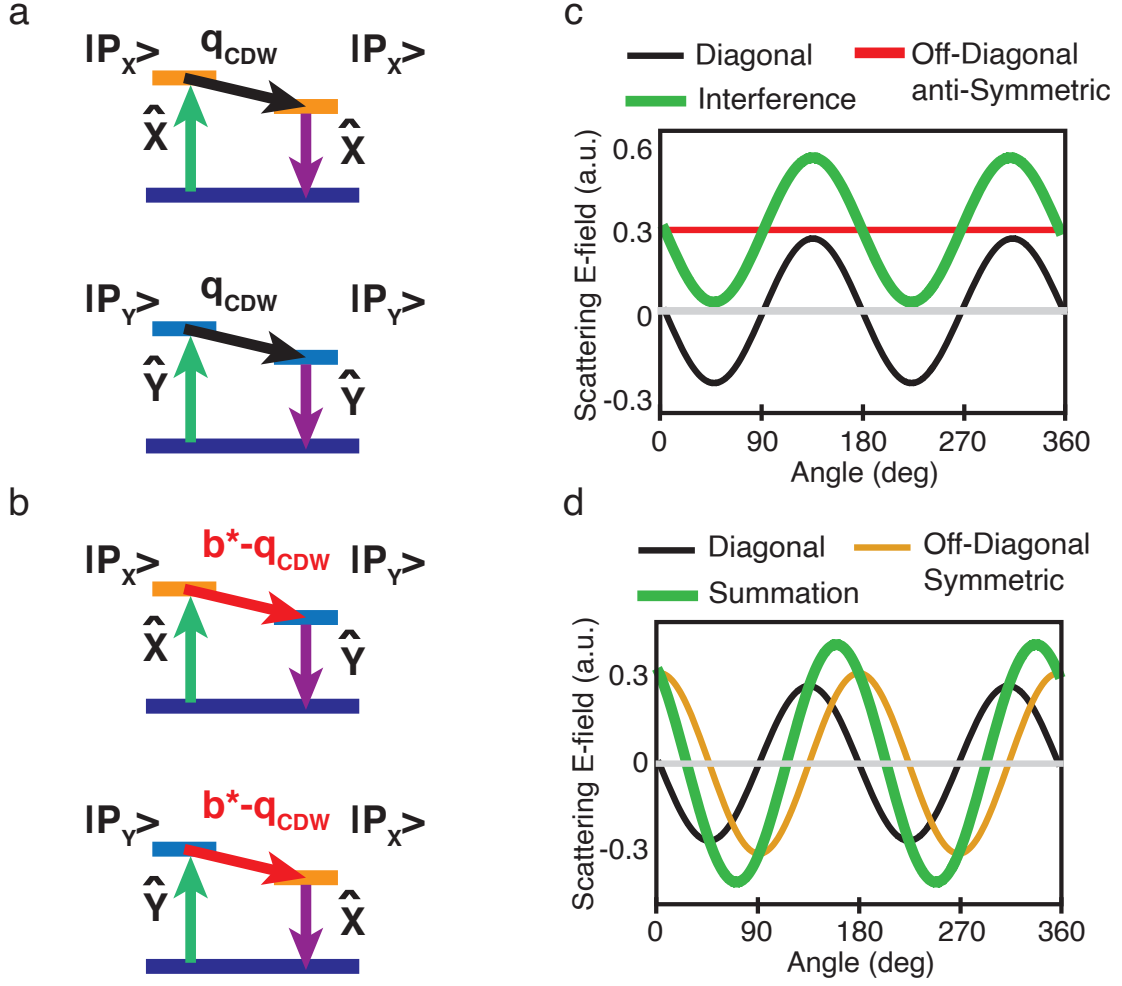 a
|P_X> q_CDW |P_X>
X̂ X̂
|P_Y> q_CDW |P_Y>
Ŷ Ŷ
b
b*-q_CDW
|P_X> |P_Y>
X̂ Ŷ
b*-q_CDW
|P_Y> |P_X>
Ŷ X̂
c
Diagonal
Interference
Off-Diagonal
anti-Symmetric
Scattering E-field (a.u.)
0.6
0.3
0
-0.3
0 90 180 270 360
Angle (deg)
d
Diagonal
Summation
Off-Diagonal
Symmetric
Scattering E-field (a.u.)
0.3
0
-0.3
0 90 180 270 360
Angle (deg)